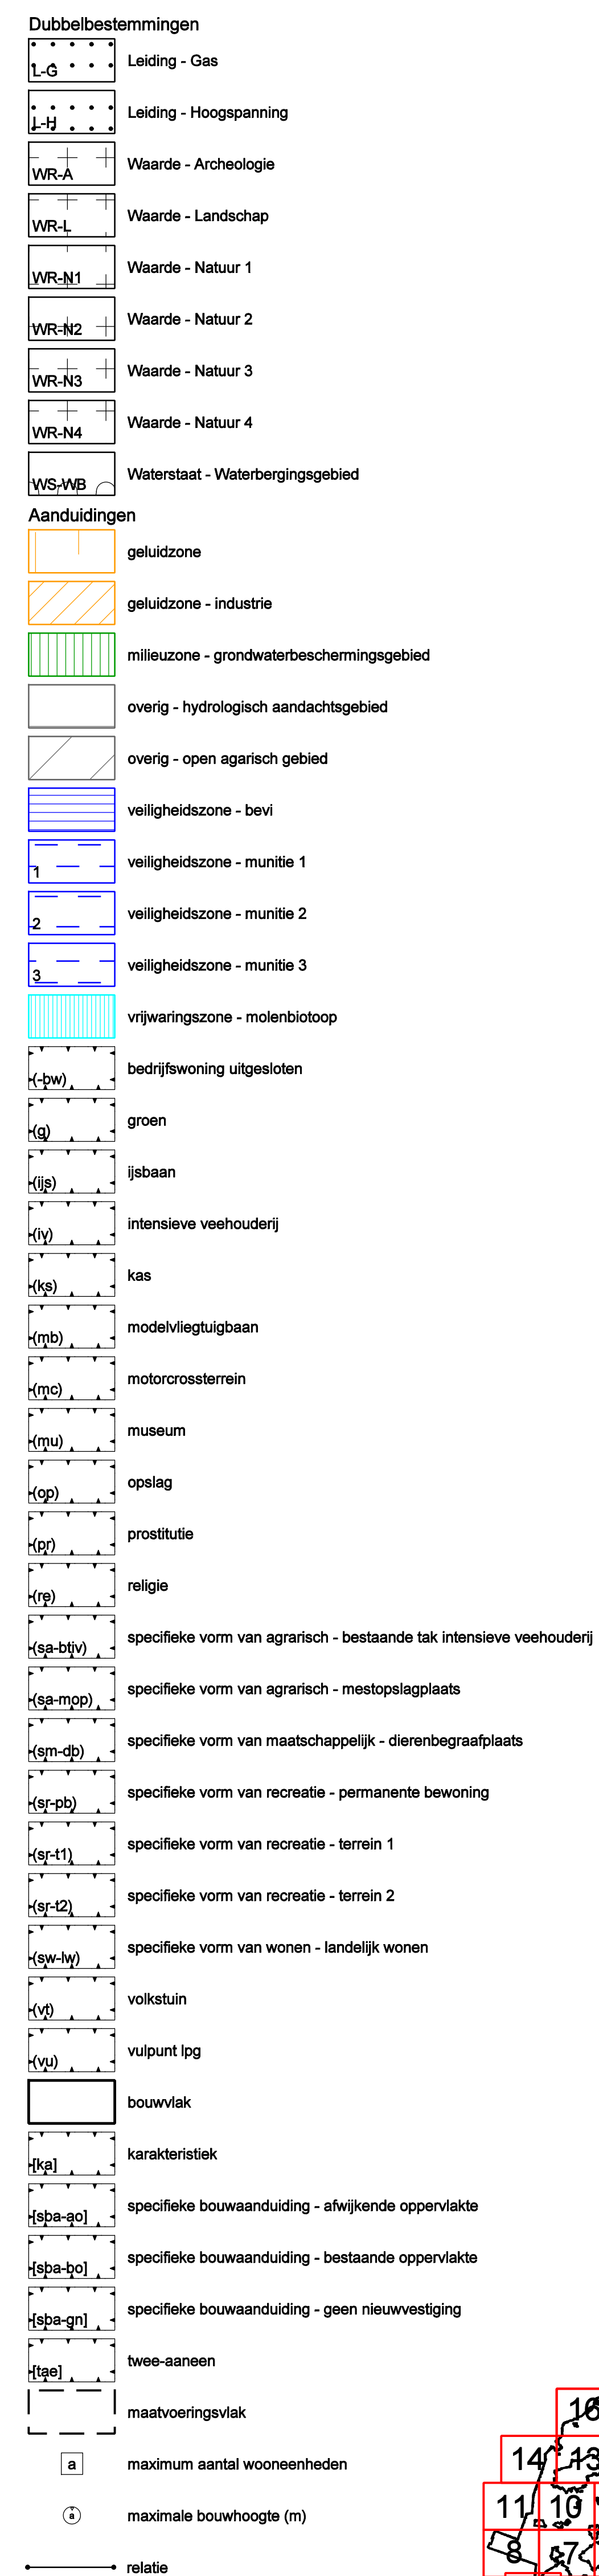 Dubbelbestemmingen
L-G Leiding - Gas
L-H Leiding - Hoogspanning
WR-A Waarde - Archeologie
WR-L Waarde - Landschap
WR-N1 Waarde - Natuur 1
WR-N2 Waarde - Natuur 2
WR-N3 Waarde - Natuur 3
WR-N4 Waarde - Natuur 4
WS-WB Waterstaat - Waterbergingsgebied
Aanduidingen
geluidzone
geluidzone - industrie
milieuzone - grondwaterbeschermingsgebied
overig - hydrologisch aandachtsgebied
overig - open agarisch gebied
veiligheidszone - bevi
1 veiligheidszone - munitie 1
2 veiligheidszone - munitie 2
3 veiligheidszone - munitie 3
vrijwaringszone - molenbiotoop
(-bw) bedrijfswoning uitgesloten
(g) groen
(ijs) ijsbaan
(iv) intensieve veehouderij
(ks) kas
(mb) modelvliegtuigbaan
(mc) motorcrossterrein
(mu) museum
(op) opslag
(pr) prostitutie
(re) religie
(sa-btiv) specifieke vorm van agrarisch - bestaande tak intensieve veehouderij
(sa-mop) specifieke vorm van agrarisch - mestopslagplaats
(sm-db) specifieke vorm van maatschappelijk - dierenbegraafplaats
(sr-pb) specifieke vorm van recreatie - permanente bewoning
(sr-t1) specifieke vorm van recreatie - terrein 1
(sr-t2) specifieke vorm van recreatie - terrein 2
(sw-lw) specifieke vorm van wonen - landelijk wonen
(vt) volkstuin
(vu) vulpunt lpg
bouwvlak
[ka] karakteristiek
[sba-ao] specifieke bouwaanduiding - afwijkende oppervlakte
[sba-bo] specifieke bouwaanduiding - bestaande oppervlakte
[sba-gn] specifieke bouwaanduiding - geen nieuwvestiging
[tae] twee-aaneen
maatvoeringsvlak
16
14 13
a maximum aantal wooneenheden
11 10
a maximale bouwhoogte (m)
8 7
relatie